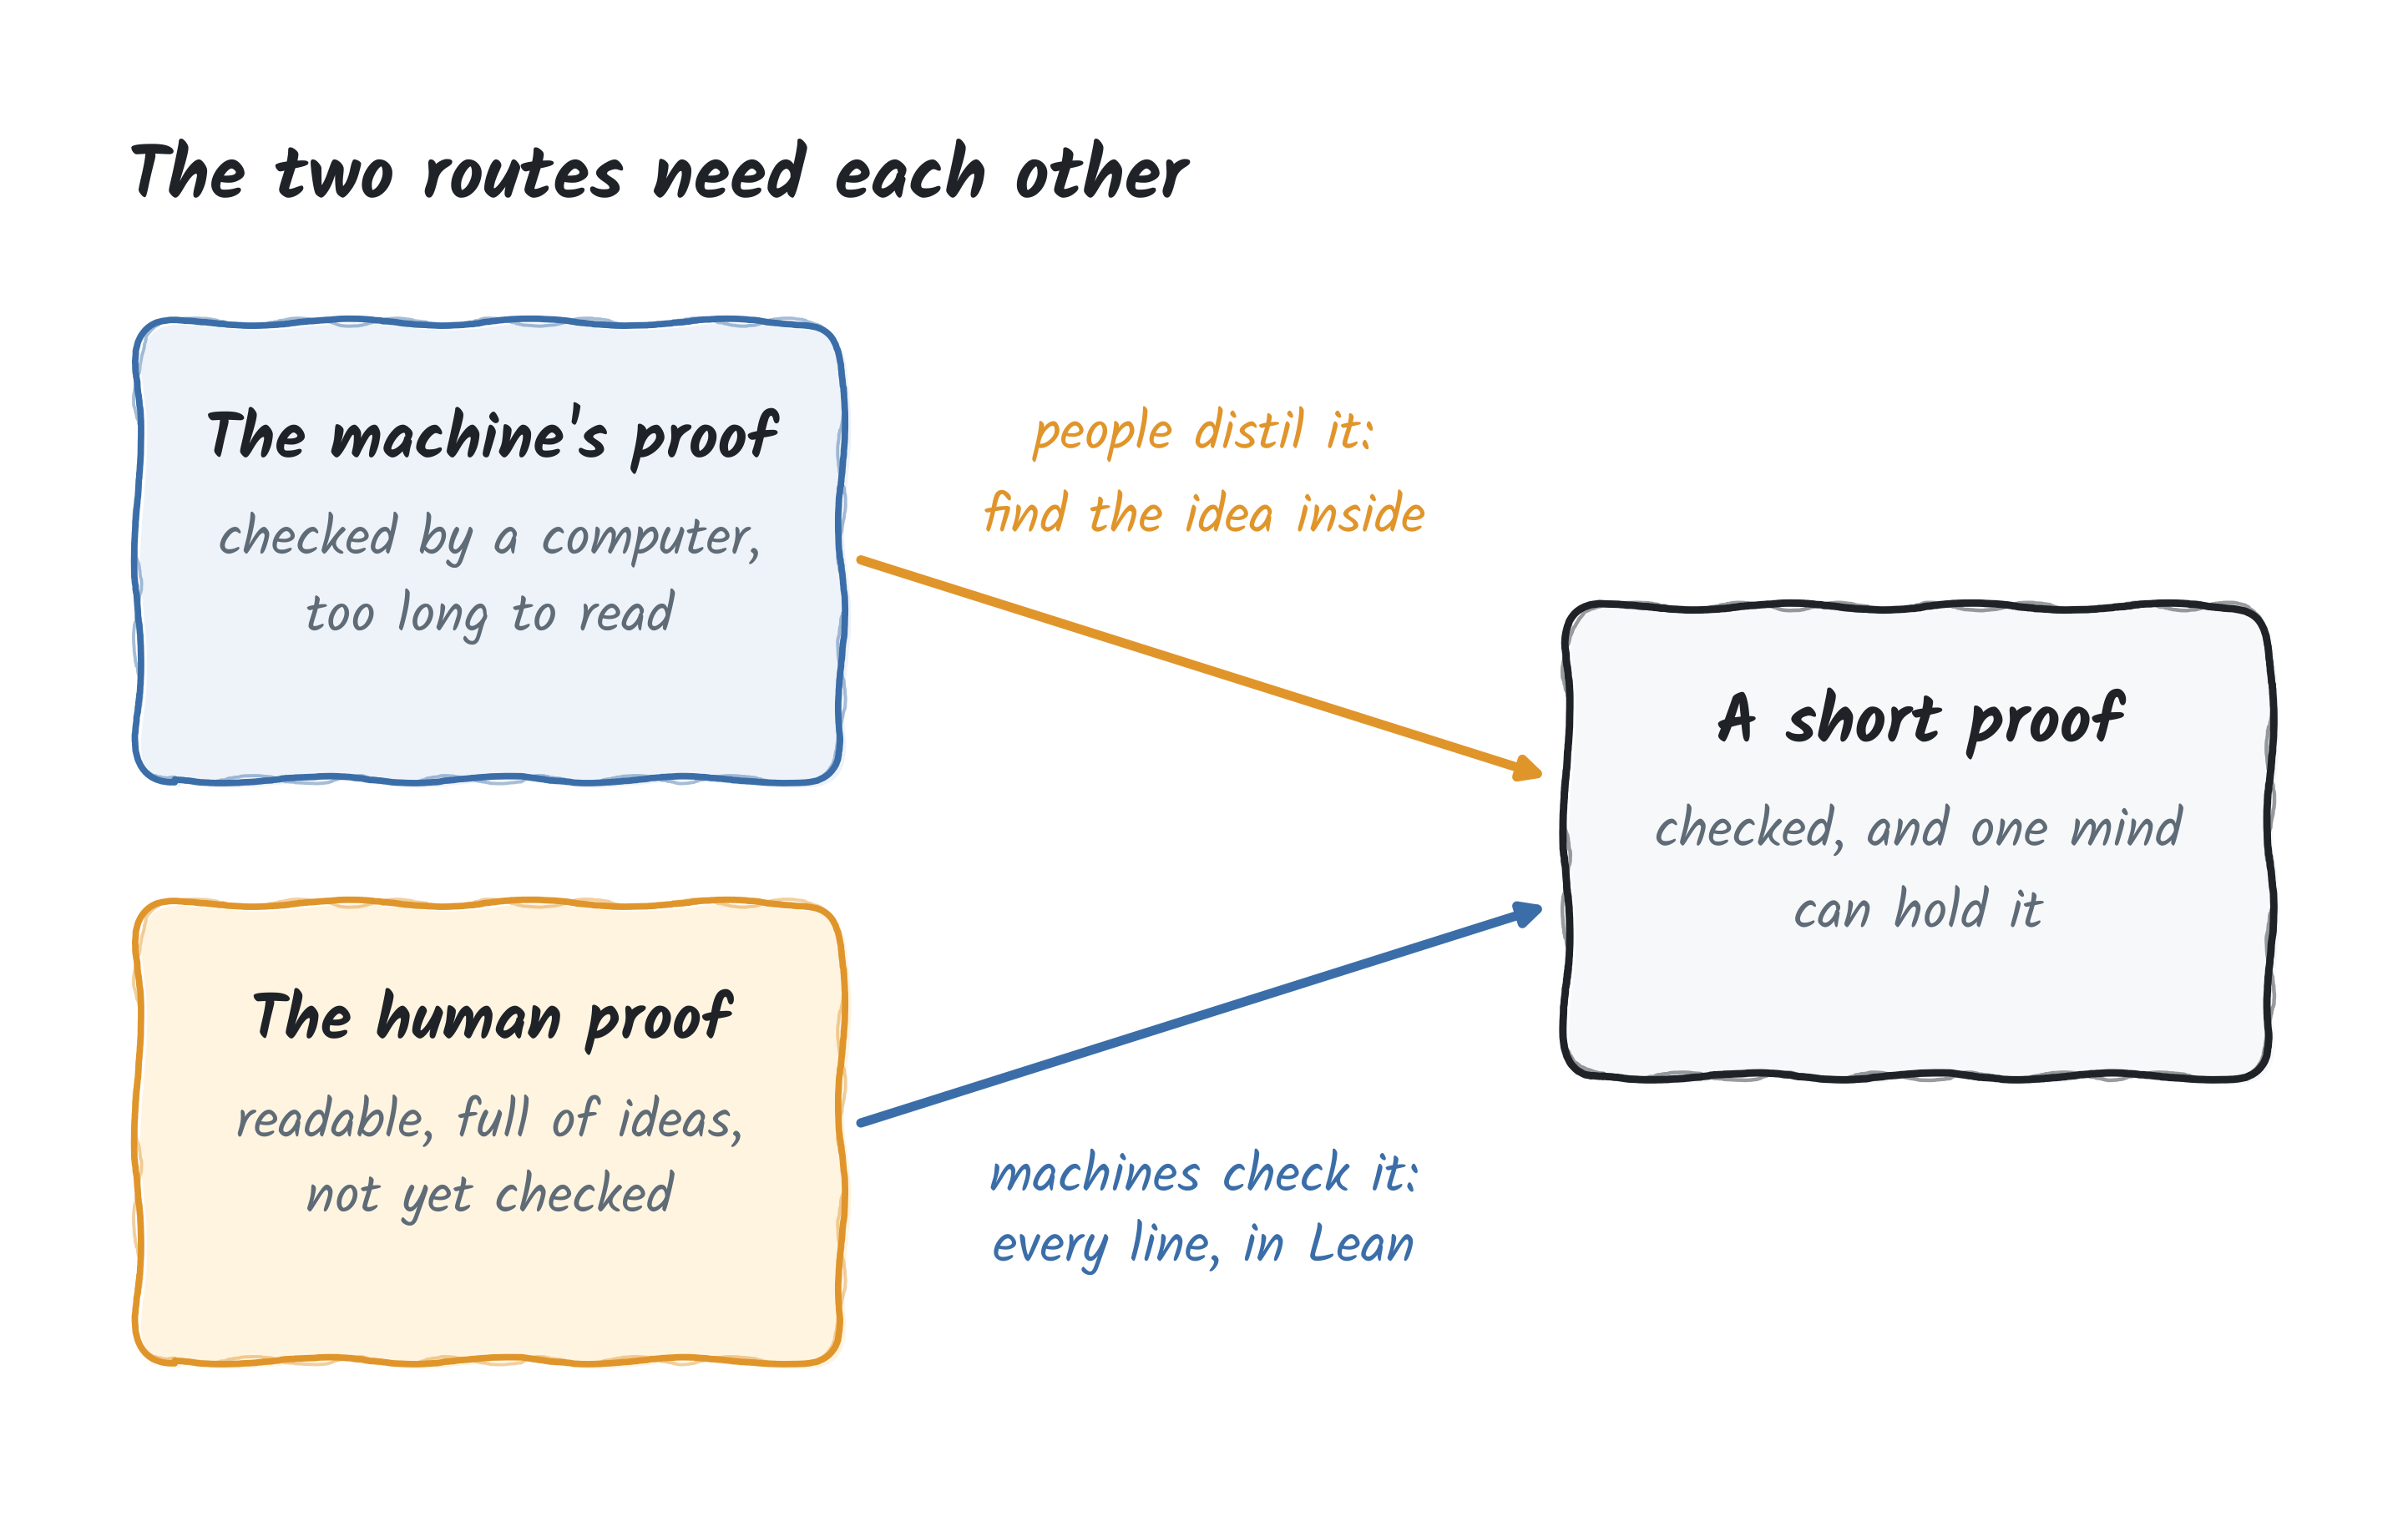 The two routes need each other
The machine's proof
checked by a computer,
too long to read
people distil it:
find the idea inside
A short proof
checked, and one mind
can hold it
The human proof
readable, full of ideas,
not yet checked
machines check it:
every line, in Lean